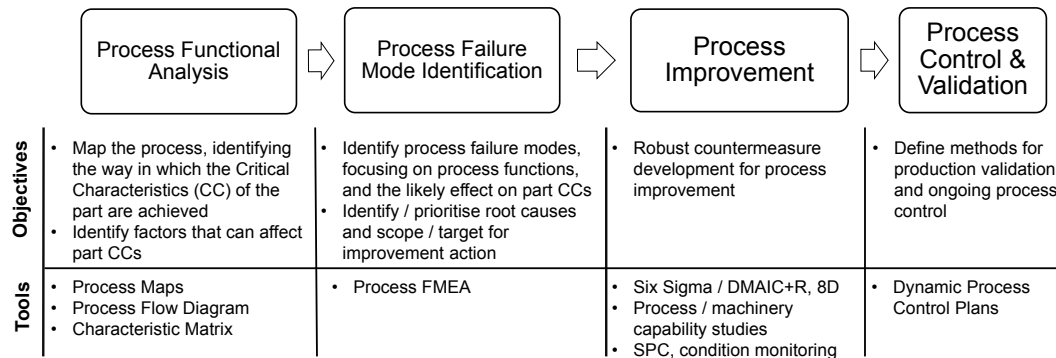 Process Functional
Analysis
Process Failure
Mode Identification
Process
Improvement
Process
Control &
Validation
Objectives
• Map the process, identifying
the way in which the Critical
Characteristics (CC) of the
part are achieved
• Identify factors that can affect
part CCs
• Identify process failure modes,
focusing on process functions,
and the likely effect on part CCs
• Identify / prioritise root causes
and scope / target for
improvement action
• Robust countermeasure
development for process
improvement
• Define methods for
production validation
and ongoing process
control
Tools
• Process Maps
• Process Flow Diagram
• Characteristic Matrix
• Process FMEA
• Six Sigma / DMAIC+R, 8D
• Process / machinery
capability studies
• SPC, condition monitoring
• Dynamic Process
Control Plans